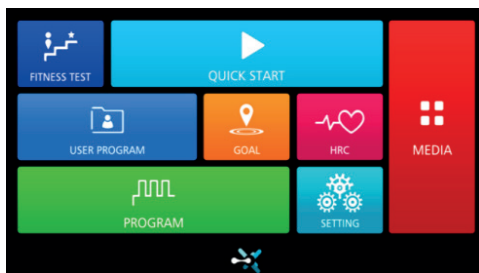 FITNESS TEST
QUICK START
USER PROGRAM
GOAL
HRC
MEDIA
PROGRAM
SETTING